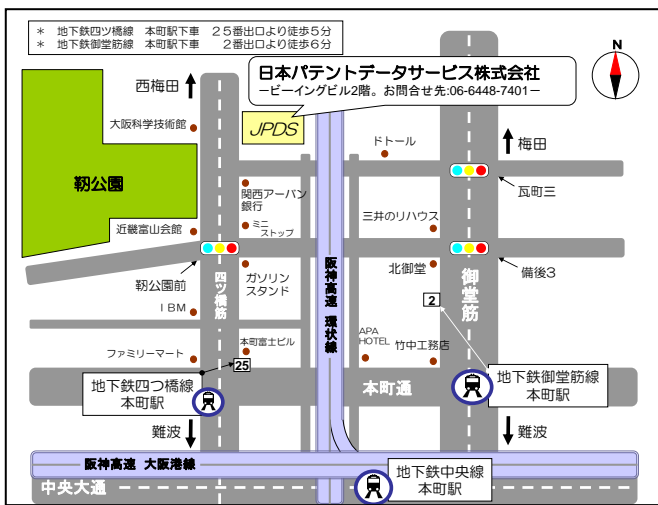 * 地下鉄四ツ橋線 本町駅下車 25番出口より徒歩5分
* 地下鉄御堂筋線 本町駅下車 2番出口より徒歩6分
N
日本パテントデータサービス株式会社
－ビーイングビル2階。お問合せ先:06-6448-7401－
西梅田
JPDS
大阪科学技術館
ドトール
梅田
靭公園
瓦町三
関西アーバン
銀行
近畿富山会館
ミニ
ストップ
三井のリハウス
靭公園前
四ツ橋筋
ガソリン
スタンド
阪神高速 環状線
北御堂
御堂筋
備後3
2
IBM
本町富士ビル
APA
HOTEL
竹中工務店
ファミリーマート
25
地下鉄四つ橋線
本町駅
本町通
地下鉄御堂筋線
本町駅
難波
難波
阪神高速 大阪港線
地下鉄中央線
本町駅
中央大通